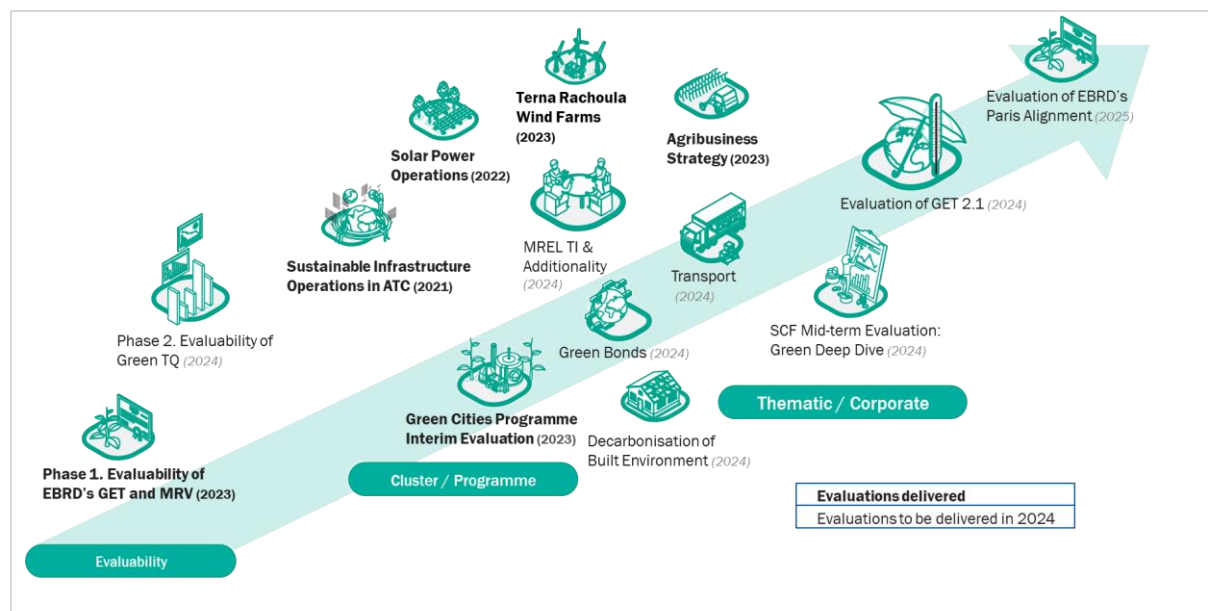 Terna Rachoula
Wind Farms
(2023)
Solar Power
Operations (2022)
Agribusiness
Strategy (2023)
Evaluation of EBRD's
Paris Alignment (2025)
Evaluation of GET 2.1 (2024)
Sustainable Infrastructure
Operations in ATC (2021)
MREL TI &
Additionality
(2024)
Transport
(2024)
Phase 2. Evaluability of
Green TQ (2024)
Green Bonds (2024)
SCF Mid-term Evaluation:
Green Deep Dive (2024)
Thematic / Corporate
Green Cities Programme
Interim Evaluation (2023)
Decarbonisation of
Built Environment (2024)
Phase 1. Evaluability of
EBRD's GET and MRV (2023)
Cluster / Programme
Evaluations delivered
Evaluations to be delivered in 2024
Evaluability